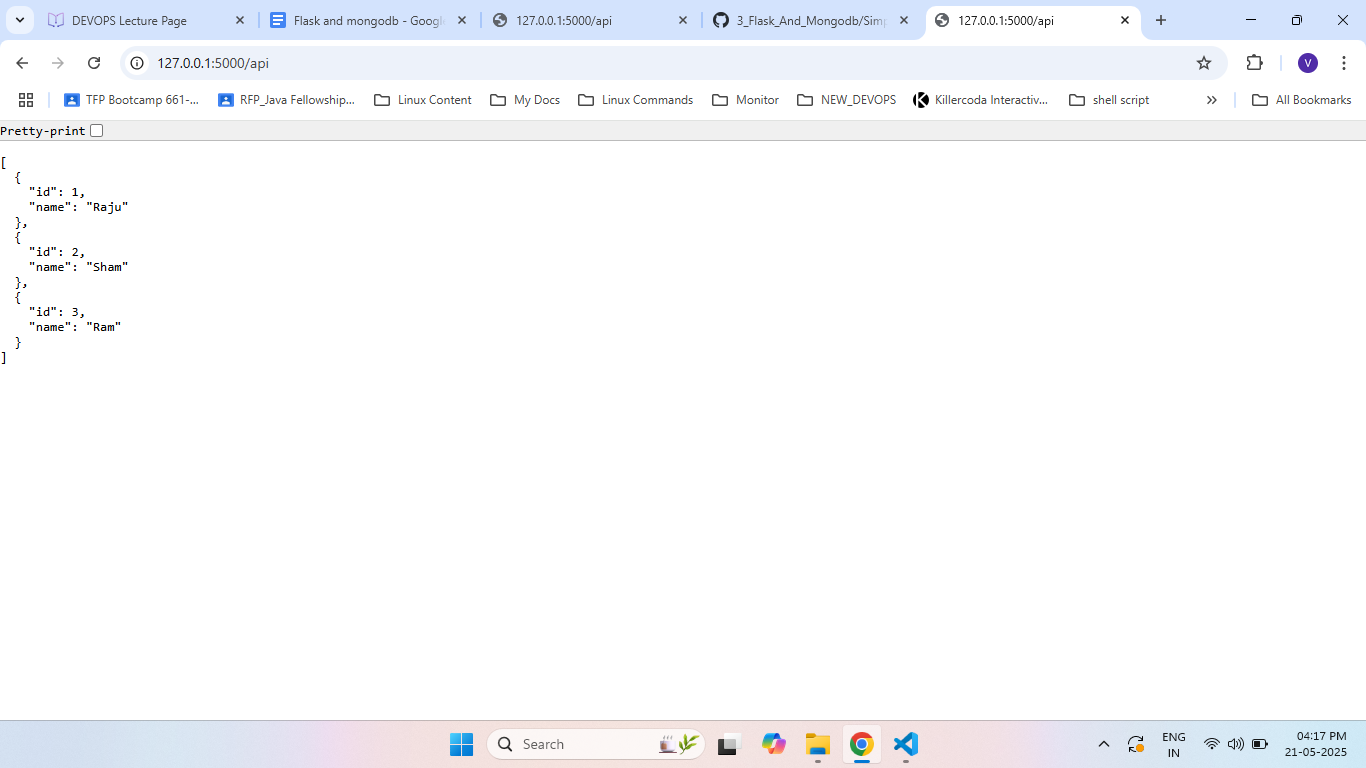 DEVOPS Lecture Page
Flask and mongodb - Google
127.0.0.1:5000/api
3_Flask_And_Mongodb/Simp
127.0.0.1:5000/api
127.0.0.1:5000/api
V
TFP Bootcamp 661-...
RFP_Java Fellowship...
Linux Content
My Docs
Linux Commands
Monitor
NEW_DEVOPS
Killercoda Interactiv...
shell script
All Bookmarks
Pretty-print
[
  {
    "id": 1,
    "name": "Raju"
  },
  {
    "id": 2,
    "name": "Sham"
  },
  {
    "id": 3,
    "name": "Ram"
  }
]
Search
ENG
IN
04:17 PM
21-05-2025